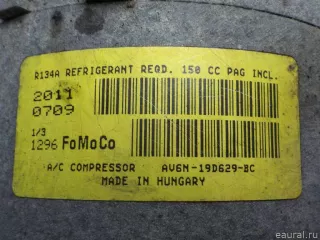 R134A REFRIGERANT REQD. 150 CC PAG INCL.
2011
0709
1/3
1296 FoMoCo
A/C COMPRESSOR AV6N-19D629-BC
MADE IN HUNGARY
eaural.ru